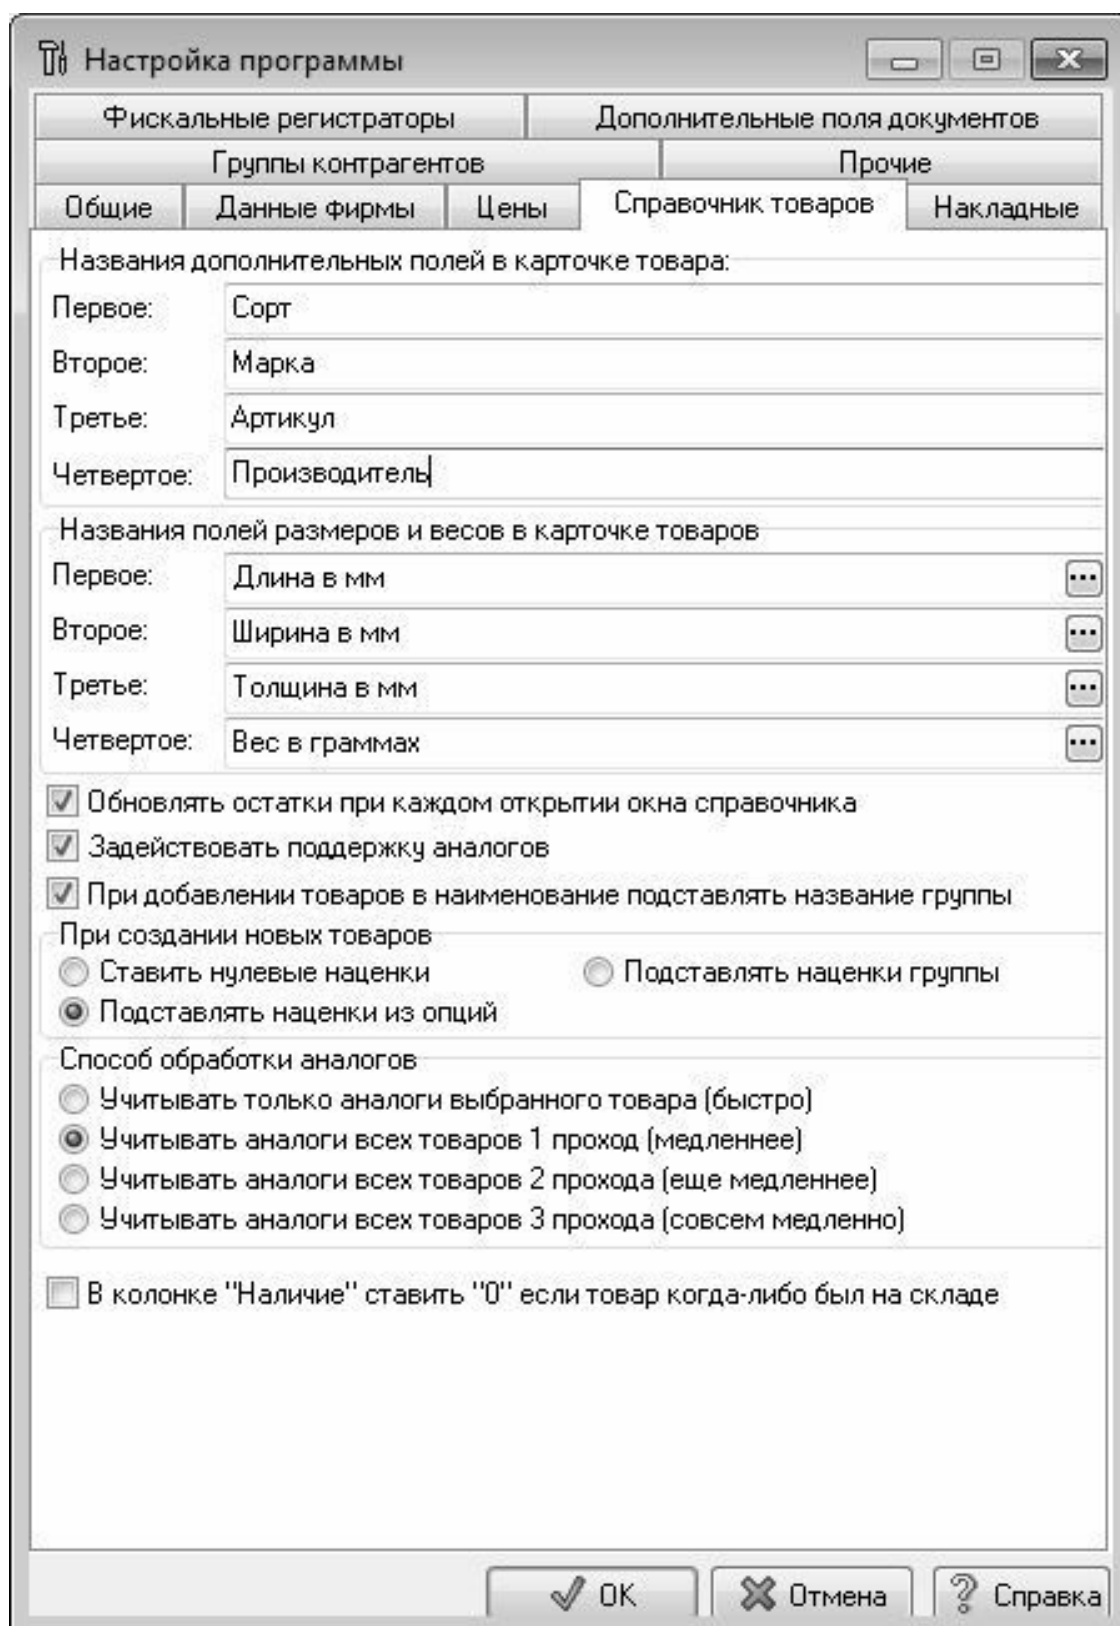 Настройка программы
Фискальные регистраторы Дополнительные поля документов
Группы контрагентов Прочие
Общие Данные фирмы Цены Справочник товаров Накладные
Названия дополнительных полей в карточке товара:
Первое: Сорт
Второе: Марка
Третье: Артикул
Четвертое: Производитель
Названия полей размеров и весов в карточке товаров
Первое: Длина в мм ...
Второе: Ширина в мм ...
Третье: Толщина в мм ...
Четвертое: Вес в граммах ...
Обновлять остатки при каждом открытии окна справочника
Задействовать поддержку аналогов
При добавлении товаров в наименование подставлять название группы
При создании новых товаров
Ставить нулевые наценки Подставлять наценки группы
Подставлять наценки из опций
Способ обработки аналогов
Учитывать только аналоги выбранного товара (быстро)
Учитывать аналоги всех товаров 1 проход (медленнее)
Учитывать аналоги всех товаров 2 прохода (еще медленнее)
Учитывать аналоги всех товаров 3 прохода (совсем медленно)
В колонке "Наличие" ставить "0" если товар когда-либо был на складе
OK Отмена Справка